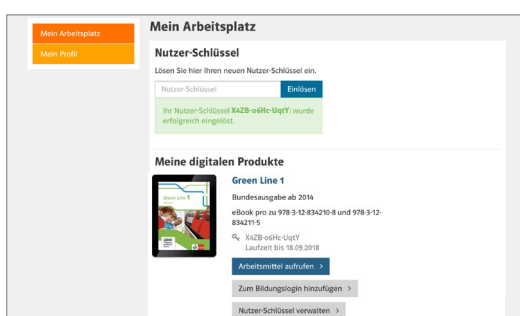 Mein Arbeitsplatz
Mein Profil
Mein Arbeitsplatz
Nutzer-Schlüssel
Lösen Sie hier Ihren neuen Nutzer-Schlüssel ein.
Nutzer-Schlüssel
Einlösen
Ihr Nutzer-Schlüssel X4ZB-o6Hc-UqtY wurde
erfolgreich eingelöst.
Meine digitalen Produkte
Green Line 1
Green Line 1
Bundesausgabe ab 2014
eBook pro zu 978-3-12-834210-8 und 978-3-12-
834211-5
X4ZB-o6Hc-UqtY
Laufzeit bis 18.09.2018
Arbeitsmittel aufrufen >
Zum Bildungslogin hinzufügen >
Nutzer-Schlüssel verwalten >